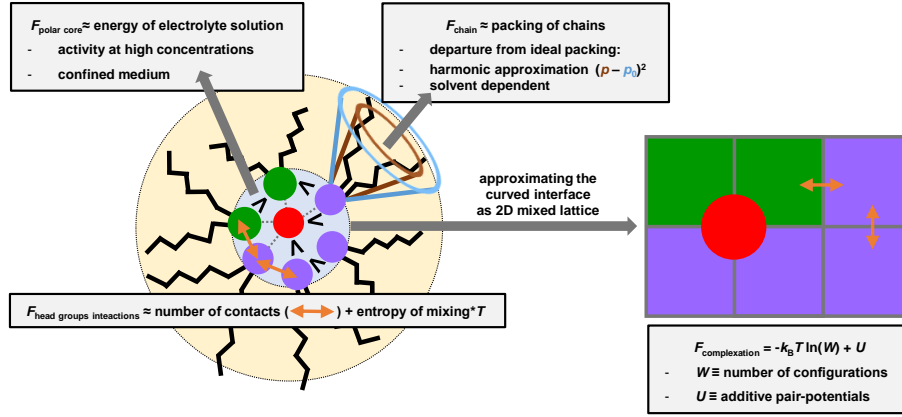 F polar core ≈ energy of electrolyte solution
- activity at high concentrations
- confined medium
F chain ≈ packing of chains
- departure from ideal packing:
- harmonic approximation (p – p0)²
- solvent dependent
approximating the
curved interface
as 2D mixed lattice
F head groups inteactions ≈ number of contacts ( ) + entropy of mixing*T
F complexation = -kBT ln(W) + U
- W ≡ number of configurations
- U ≡ additive pair-potentials